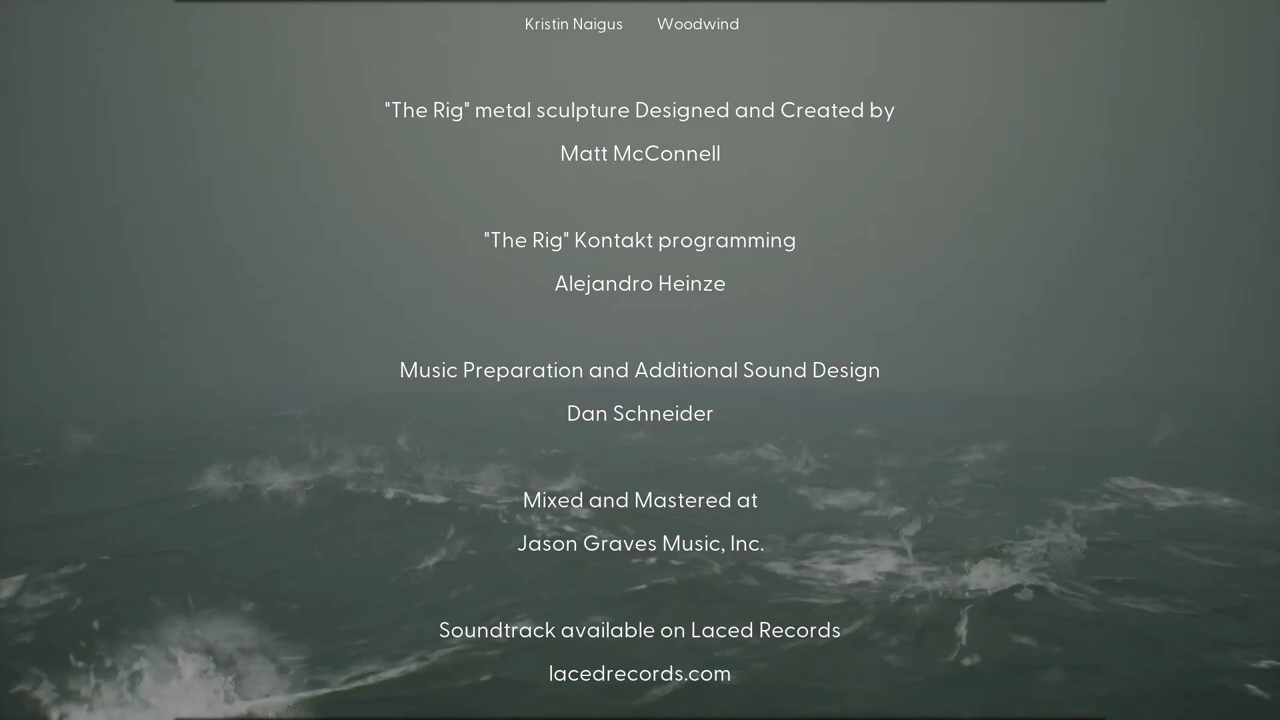 Kristin Naigus Woodwind
"The Rig" metal sculpture Designed and Created by
Matt McConnell
"The Rig" Kontakt programming
Alejandro Heinze
Music Preparation and Additional Sound Design
Dan Schneider
Mixed and Mastered at
Jason Graves Music, Inc.
Soundtrack available on Laced Records
lacedrecords.com